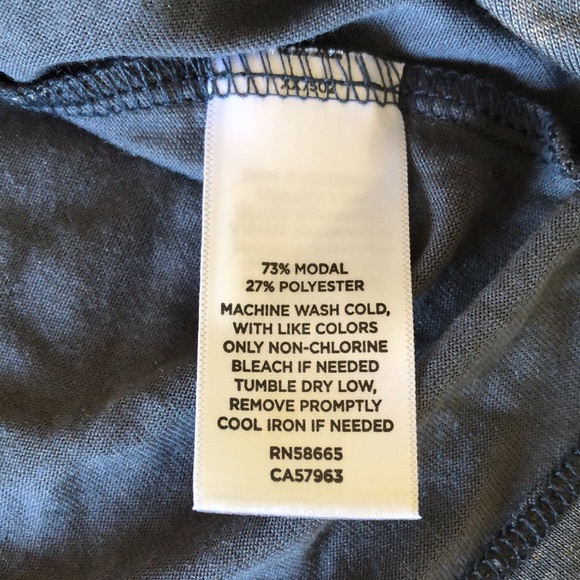 73% MODAL
27% POLYESTER
MACHINE WASH COLD,
WITH LIKE COLORS
ONLY NON-CHLORINE
BLEACH IF NEEDED
TUMBLE DRY LOW,
REMOVE PROMPTLY
COOL IRON IF NEEDED
RN58665
CA57963